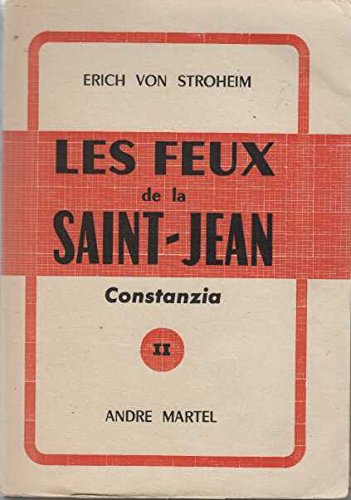 ERICH VON STROHEIM
LES FEUX
de la
SAINT-JEAN
Constanzia
II
ANDRE MARTEL